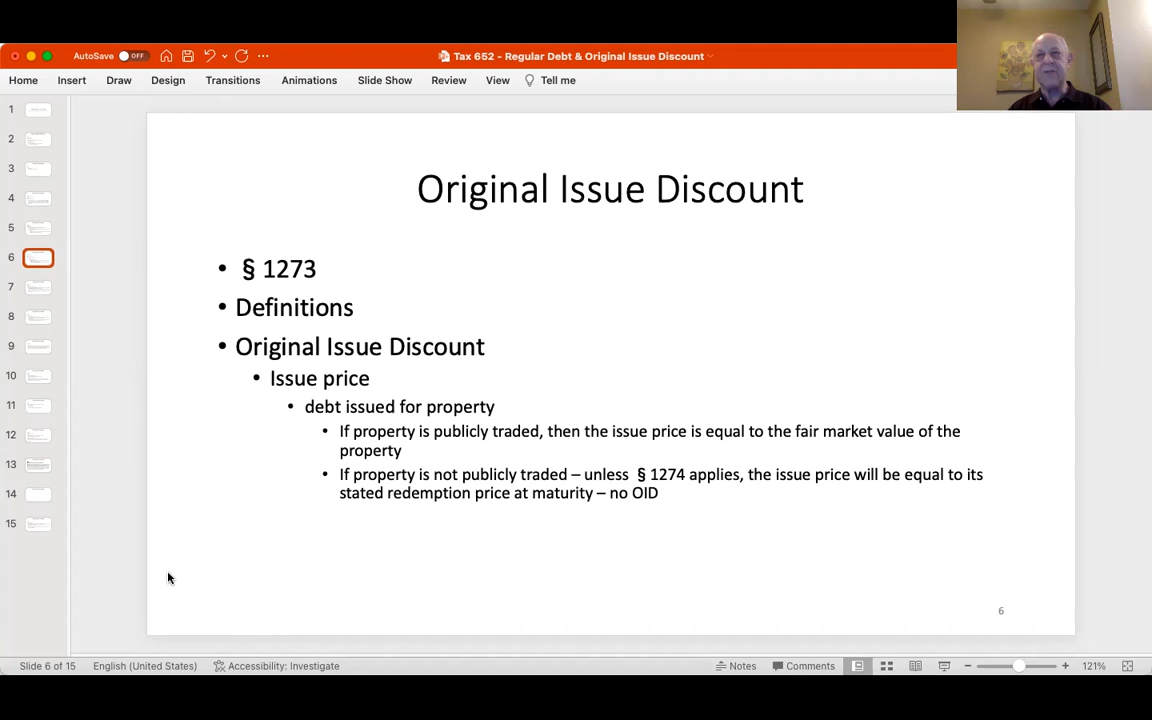 AutoSave OFF
Tax 652 - Regular Debt & Original Issue Discount
Home Insert Draw Design Transitions Animations Slide Show Review View Tell me
1
2
3
4
5
6
7
8
9
10
11
12
13
14
15
Original Issue Discount
• § 1273
• Definitions
• Original Issue Discount
• Issue price
• debt issued for property
• If property is publicly traded, then the issue price is equal to the fair market value of the
property
• If property is not publicly traded – unless § 1274 applies, the issue price will be equal to its
stated redemption price at maturity – no OID
6
Slide 6 of 15 English (United States) Accessibility: Investigate Notes Comments 121%